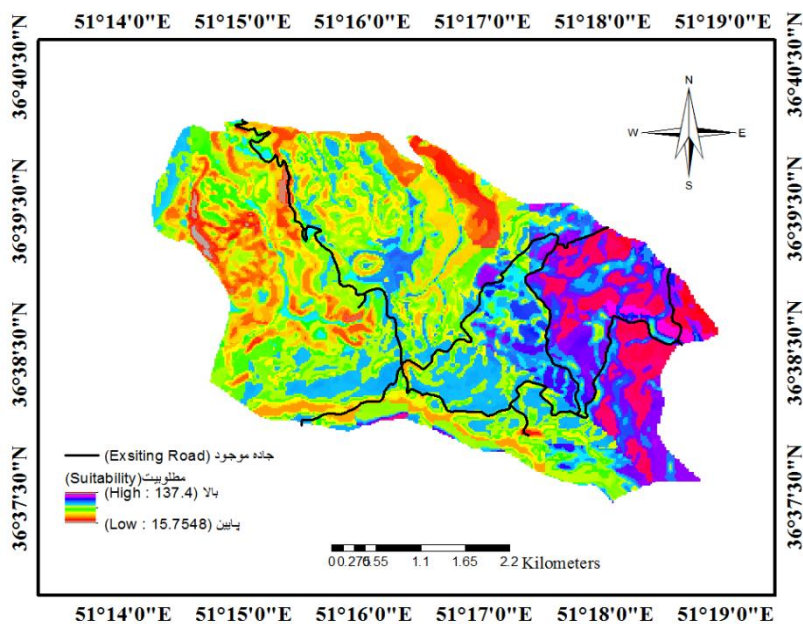 51°14'0"E 51°15'0"E 51°16'0"E 51°17'0"E 51°18'0"E 51°19'0"E
36°40'30"N
36°39'30"N
36°38'30"N
36°37'30"N
36°40'30"N
36°39'30"N
36°38'30"N
36°37'30"N
N
W E
S
جاده موجود (Exsiting Road)
مطلوبیت (Suitability)
بالا (High : 137.4)
پایین (Low : 15.7548)
0 0.275 0.55 1.1 1.65 2.2 Kilometers
51°14'0"E 51°15'0"E 51°16'0"E 51°17'0"E 51°18'0"E 51°19'0"E